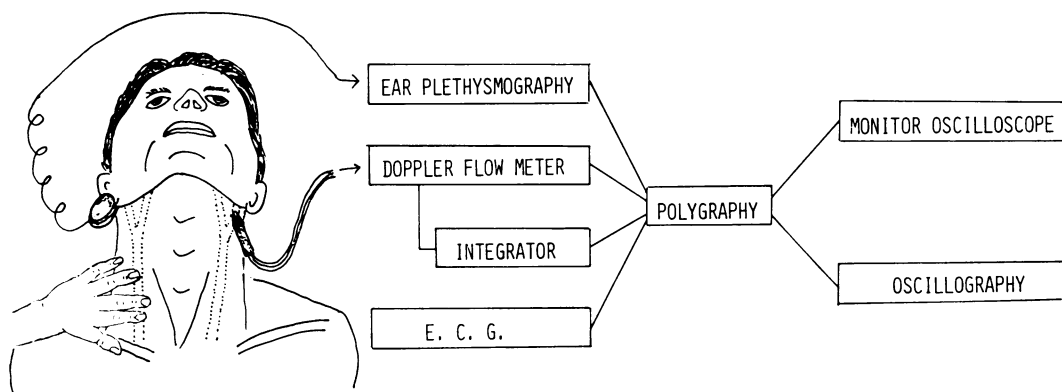 EAR PLETHYSMOGRAPHY
DOPPLER FLOW METER
INTEGRATOR
E. C. G.
POLYGRAPHY
MONITOR OSCILLOSCOPE
OSCILLOGRAPHY